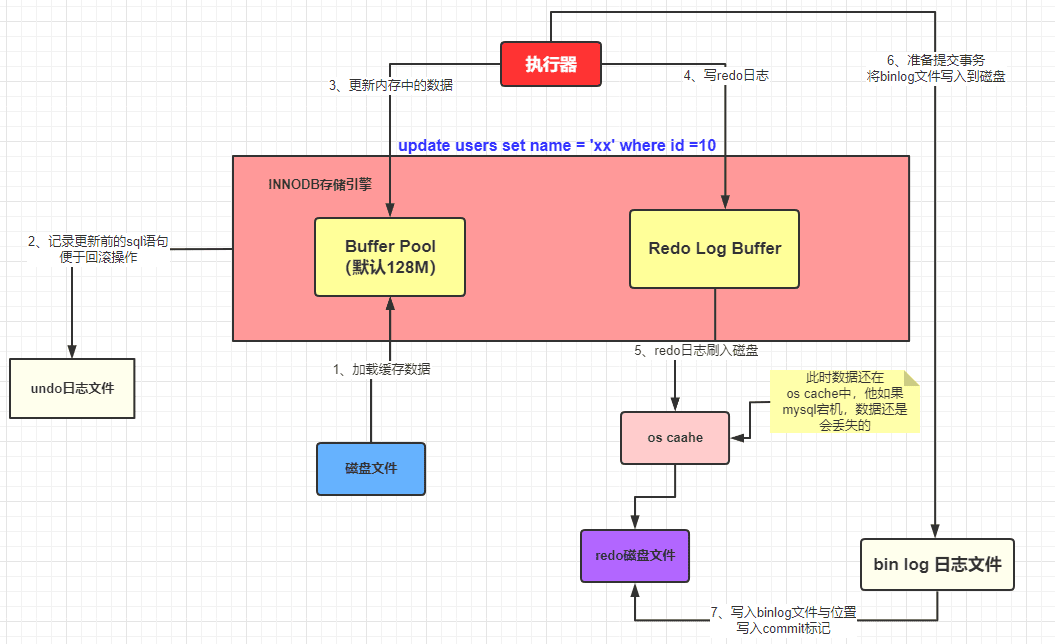 执行器
6、准备提交事务
将binlog文件写入到磁盘
3、更新内存中的数据
4、写redo日志
update users set name = 'xx' where id =10
INNODB存储引擎
2、记录更新前的sql语句
便于回滚操作
Buffer Pool
（默认128M）
Redo Log Buffer
undo日志文件
1、加载缓存数据
5、redo日志刷入磁盘
此时数据还在
os cache中，他如果
mysql宕机，数据还是
会丢失的
os caahe
磁盘文件
redo磁盘文件
bin log 日志文件
7、写入binlog文件与位置
写入commit标记